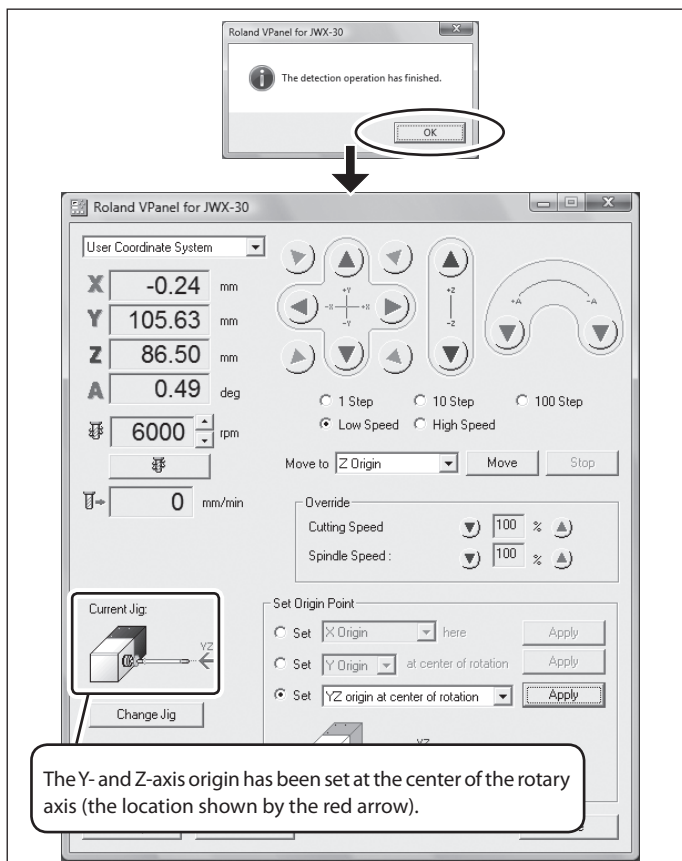 Roland VPanel for JWX-30
The detection operation has finished.
OK
Roland VPanel for JWX-30
User Coordinate System
X -0.24 mm
Y 105.63 mm
Z 86.50 mm
A 0.49 deg
6000 rpm
0 mm/min
+Y
-X +X
-Y
+Z
-Z
+A -A
1 Step 10 Step 100 Step
Low Speed High Speed
Move to Z Origin Move Stop
Override
Cutting Speed 100 %
Spindle Speed : 100 %
Current Jig:
YZ
Change Jig
Set Origin Point
Set X Origin here Apply
Set Y Origin at center of rotation Apply
Set YZ origin at center of rotation Apply
The Y- and Z-axis origin has been set at the center of the rotary
axis (the location shown by the red arrow).